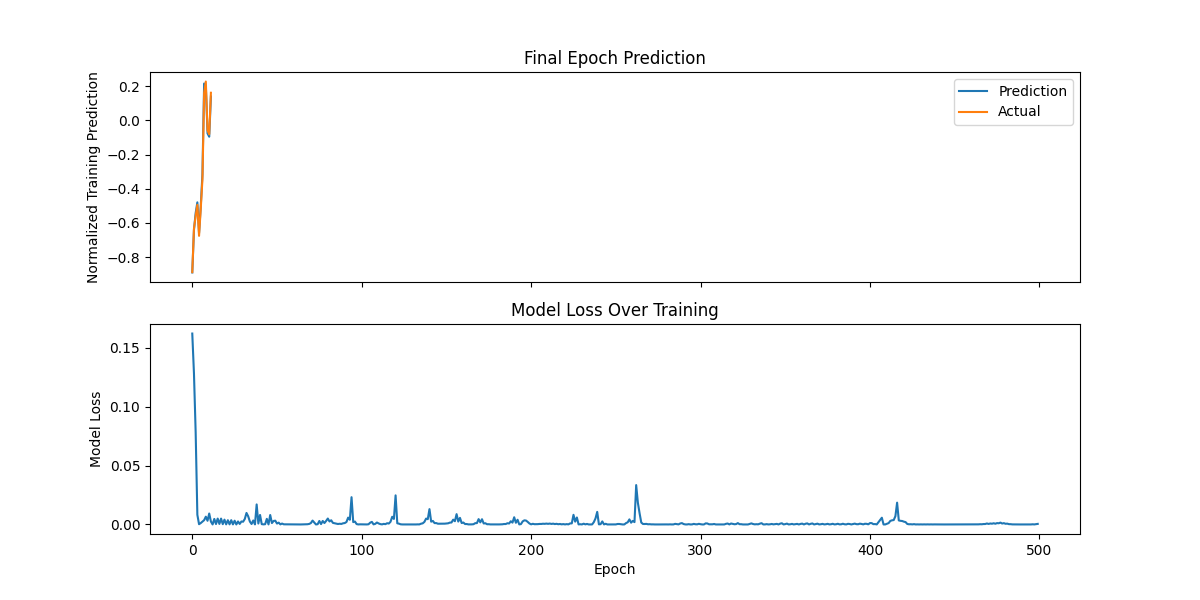 Final Epoch Prediction
Normalized Training Prediction
0.2
0.0
−0.2
−0.4
−0.6
−0.8
Prediction
Actual
Model Loss Over Training
Model Loss
0.15
0.10
0.05
0.00
0 100 200 300 400 500
Epoch